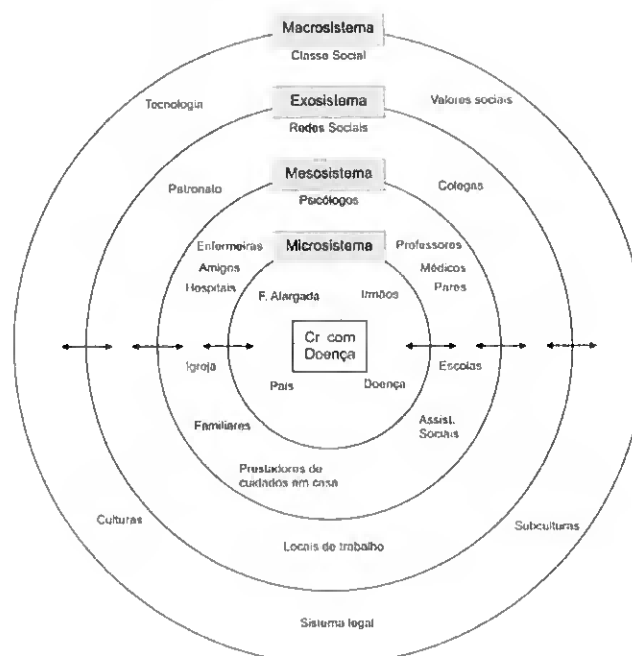 Macrosistema
Classe Social
Tecnologia
Valores sociais
Exosistema
Redes Sociais
Patronato
Colegas
Mesosistema
Psicólogos
Enfermeiras
Professores
Microsistema
Amigos
Médicos
Hospitais
Pares
F. Alargada
Irmãos
Cr com
Doença
Igreja
Escolas
Pais
Doença
Familiares
Assist.
Sociais
Prestadores de
cuidados em casa
Culturas
Subculturas
Locais de trabalho
Sistema legal